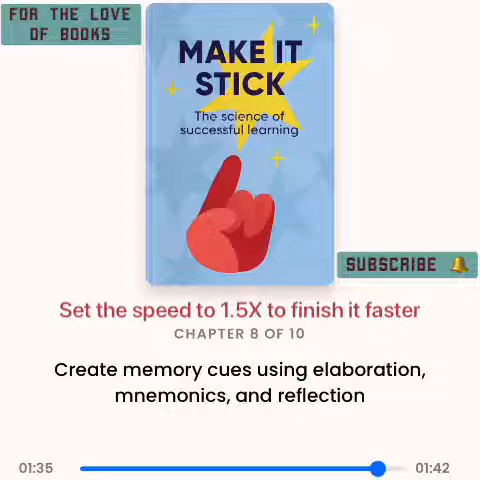 FOR THE LOVE
OF BOOKS
MAKE IT
STICK
The science of
successful learning
SUBSCRIBE
Set the speed to 1.5X to finish it faster
CHAPTER 8 OF 10
Create memory cues using elaboration,
mnemonics, and reflection
01:35
01:42